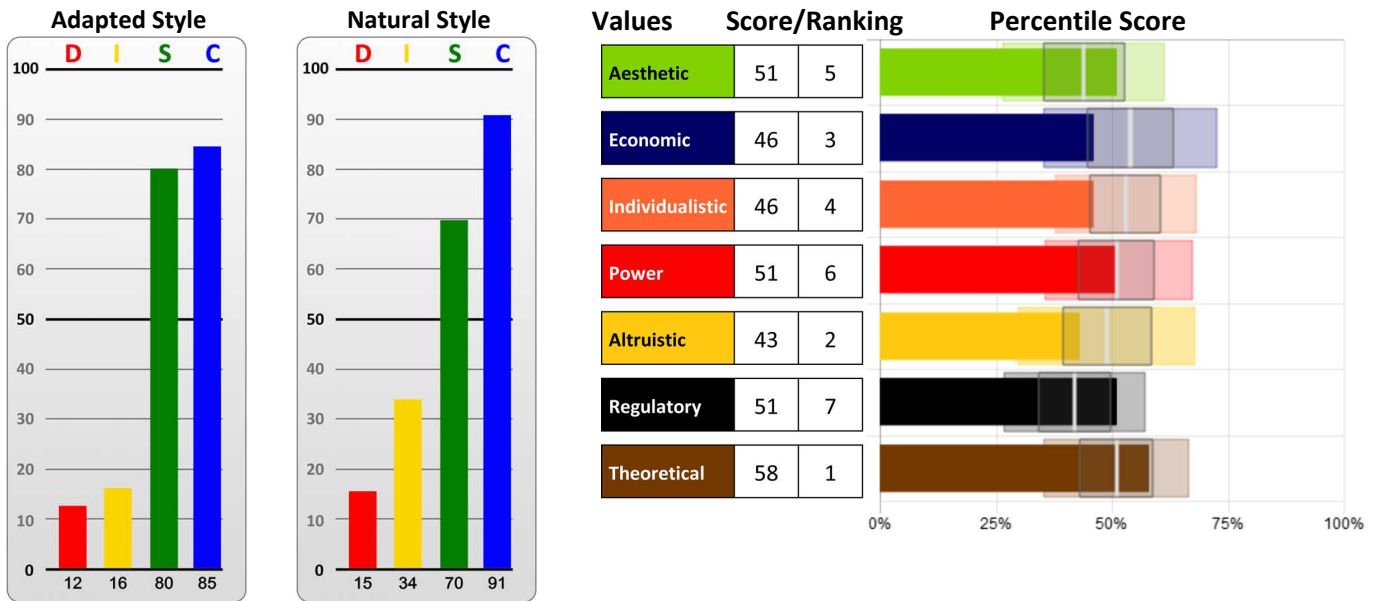 Adapted Style
D I S C
100
90
80
70
60
50
40
30
20
10
0
12 16 80 85
Natural Style
D I S C
100
90
80
70
60
50
40
30
20
10
0
15 34 70 91
Values Score/Ranking Percentile Score
Aesthetic 51 5
Economic 46 3
Individualistic 46 4
Power 51 6
Altruistic 43 2
Regulatory 51 7
Theoretical 58 1
0% 25% 50% 75% 100%